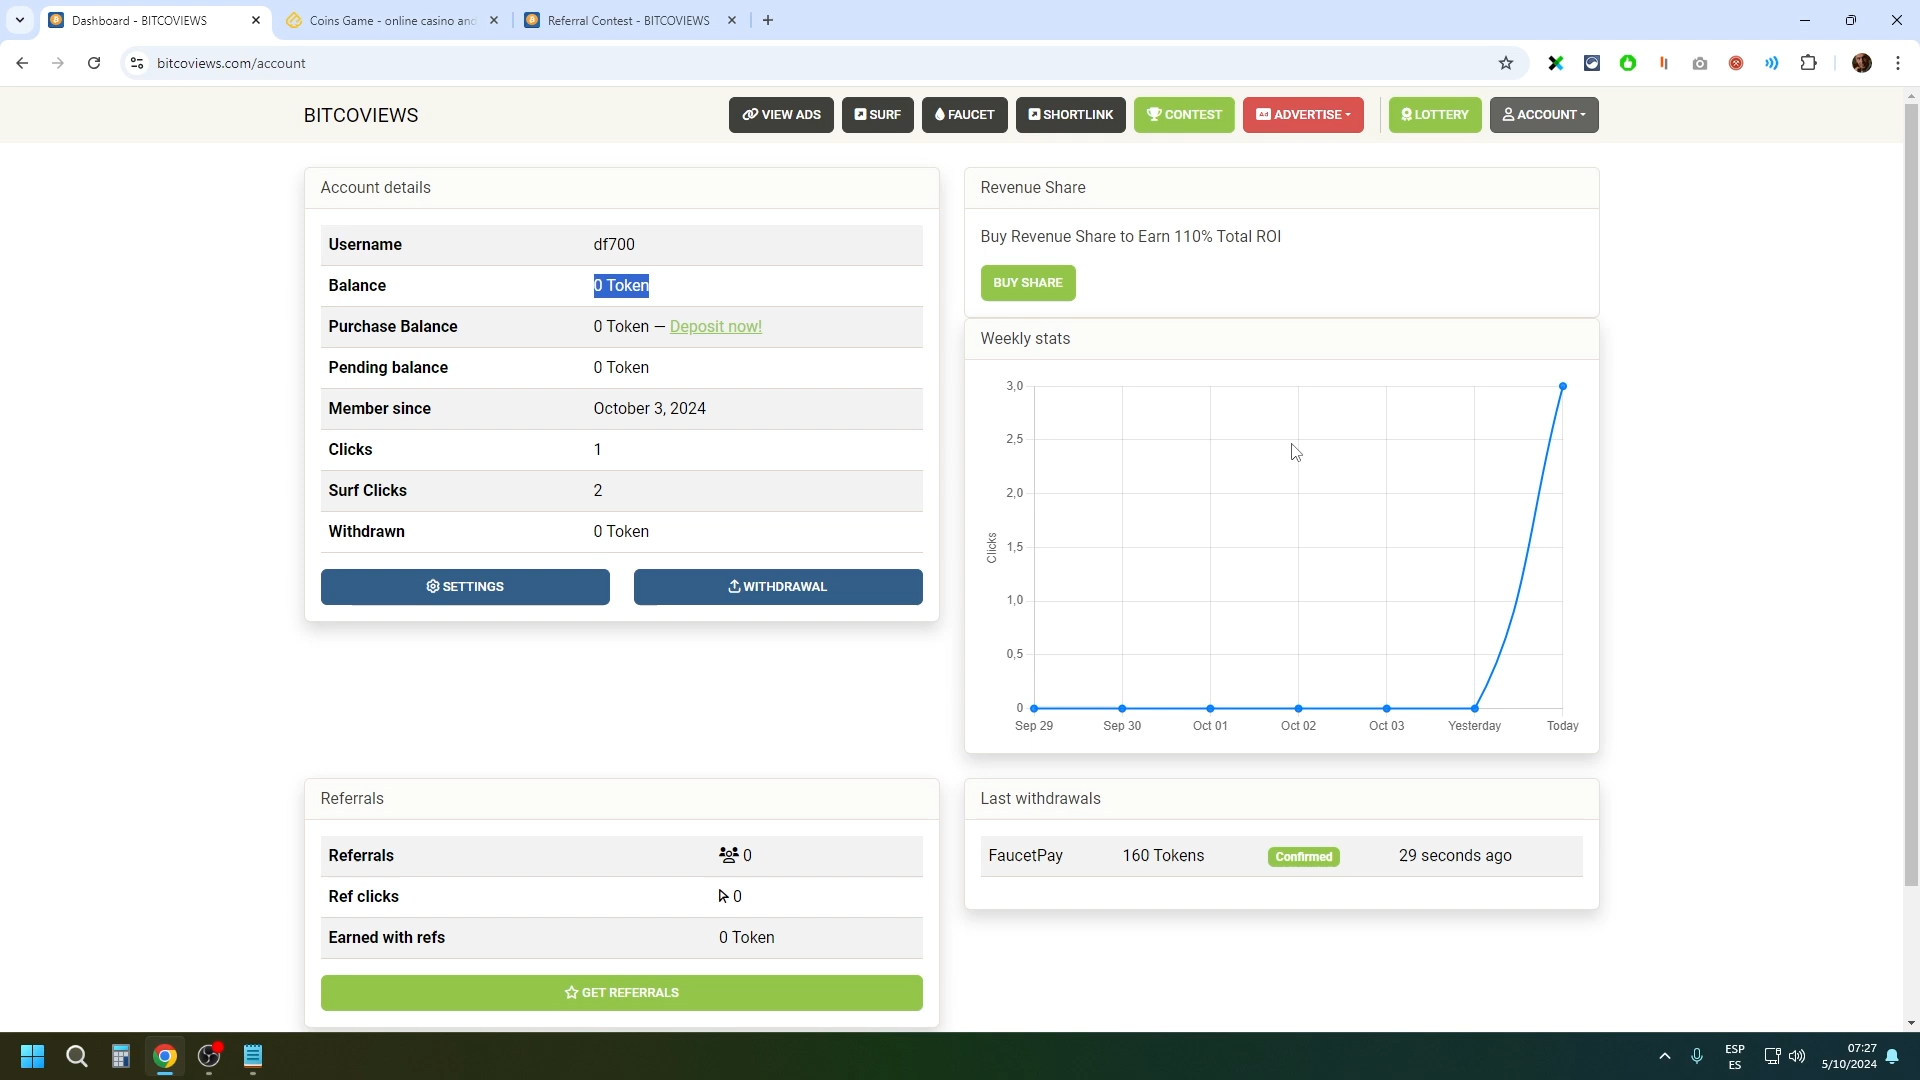 Dashboard - BITCOVIEWS
Coins Game - online casino and
Referral Contest - BITCOVIEWS
bitcoviews.com/account
BITCOVIEWS
VIEW ADS
SURF
FAUCET
SHORTLINK
CONTEST
Ad ADVERTISE
LOTTERY
ACCOUNT
Account details
Username df700
Balance 0 Token
Purchase Balance 0 Token — Deposit now!
Pending balance 0 Token
Member since October 3, 2024
Clicks 1
Surf Clicks 2
Withdrawn 0 Token
SETTINGS
WITHDRAWAL
Revenue Share
Buy Revenue Share to Earn 110% Total ROI
BUY SHARE
Weekly stats
3,0
2,5
2,0
1,5
1,0
0,5
0
Clicks
Sep 29 Sep 30 Oct 01 Oct 02 Oct 03 Yesterday Today
Referrals
Referrals 0
Ref clicks 0
Earned with refs 0 Token
GET REFERRALS
Last withdrawals
FaucetPay 160 Tokens Confirmed 29 seconds ago
ESP
ES
07:27
5/10/2024